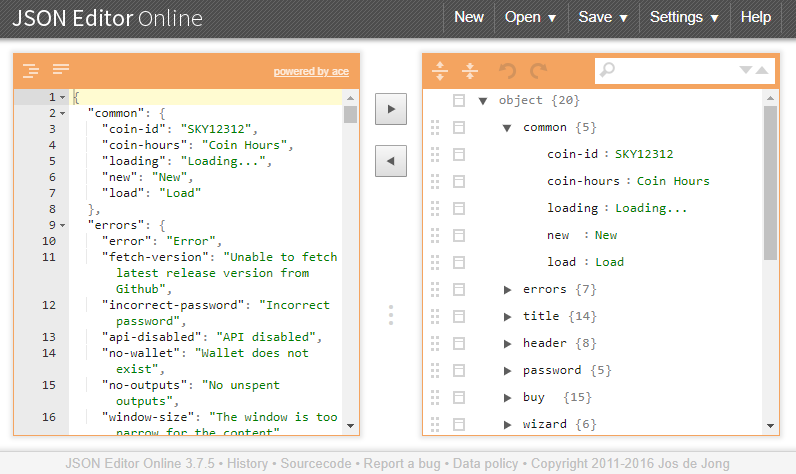 JSON Editor Online
New Open ▼ Save ▼ Settings ▼ Help
powered by ace
1 {
2 "common": {
3 "coin-id": "SKY12312",
4 "coin-hours": "Coin Hours",
5 "loading": "Loading...",
6 "new": "New",
7 "load": "Load"
8 },
9 "errors": {
10 "error": "Error",
11 "fetch-version": "Unable to fetch
latest release version from
Github",
12 "incorrect-password": "Incorrect
password",
13 "api-disabled": "API disabled",
14 "no-wallet": "Wallet does not
exist",
15 "no-outputs": "No unspent
outputs",
16 "window-size": "The window is too
narrow for the content"
object {20}
common {5}
coin-id : SKY12312
coin-hours : Coin Hours
loading : Loading...
new : New
load : Load
errors {7}
title {14}
header {8}
password {5}
buy {15}
wizard {6}
JSON Editor Online 3.7.5 • History • Sourcecode • Report a bug • Data policy • Copyright 2011-2016 Jos de Jong